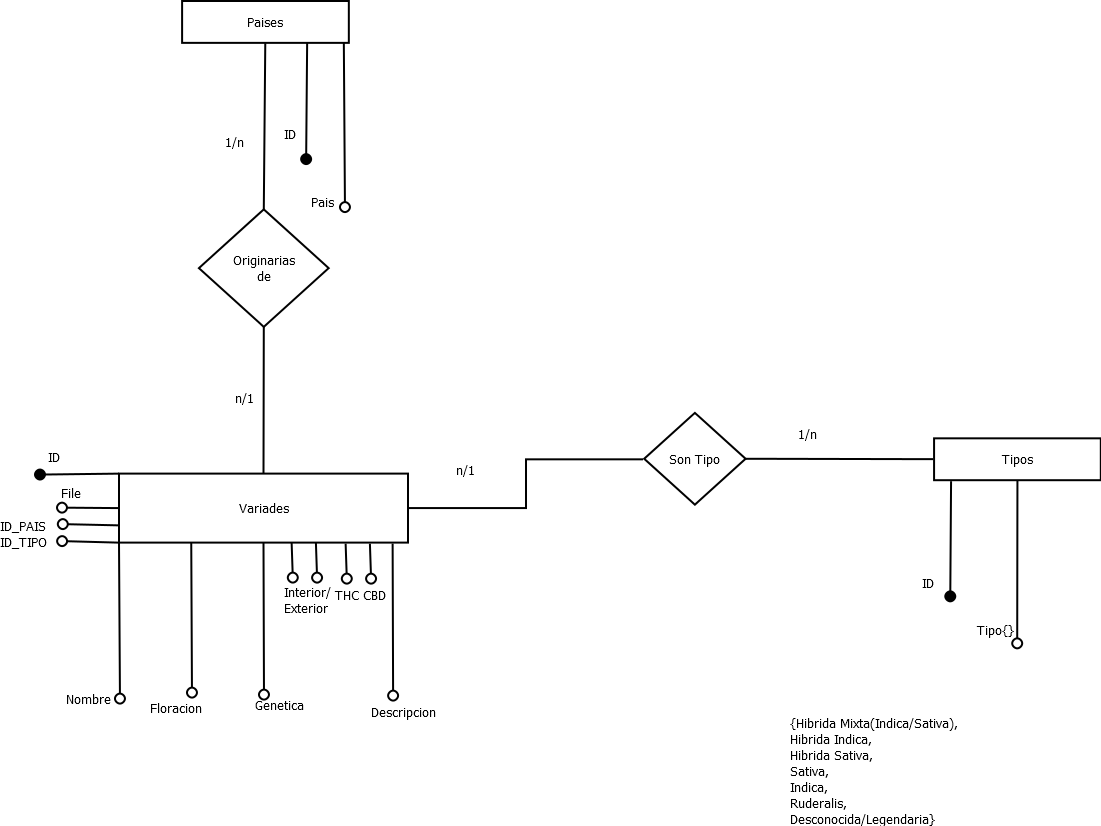 Paises
1/n
ID
Pais
Originarias
de
n/1
ID
File
ID_PAIS
ID_TIPO
Variades
n/1
Son Tipo
1/n
Tipos
ID
Tipo{}
Interior/
Exterior
THC
CBD
Nombre
Floracion
Genetica
Descripcion
{Hibrida Mixta(Indica/Sativa),
Hibrida Indica,
Hibrida Sativa,
Sativa,
Indica,
Ruderalis,
Desconocida/Legendaria}